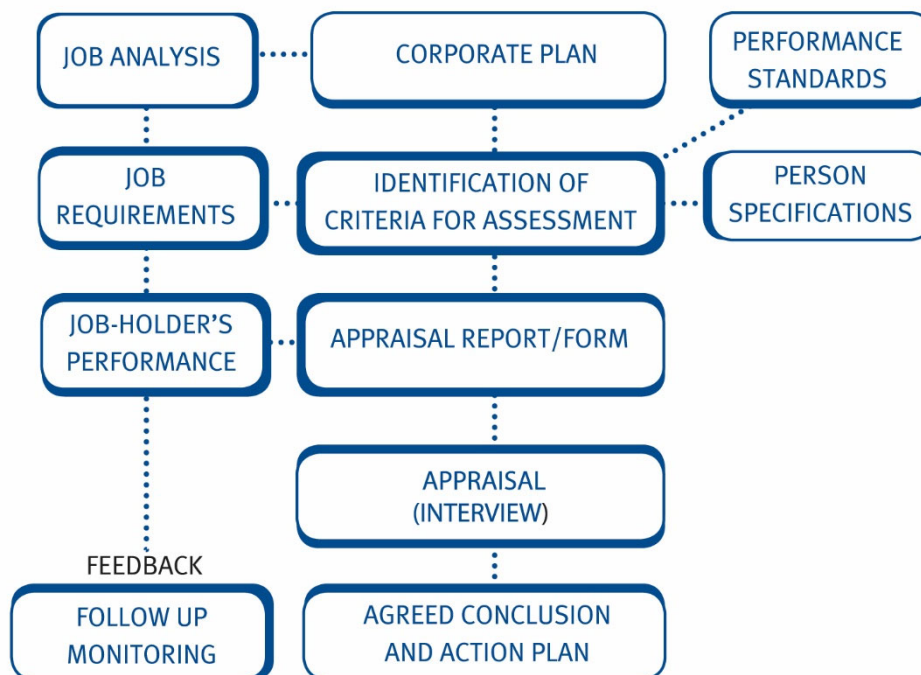 JOB ANALYSIS
CORPORATE PLAN
PERFORMANCE
STANDARDS
JOB
REQUIREMENTS
IDENTIFICATION OF
CRITERIA FOR ASSESSMENT
PERSON
SPECIFICATIONS
JOB-HOLDER'S
PERFORMANCE
APPRAISAL REPORT/FORM
APPRAISAL
(INTERVIEW)
FEEDBACK
FOLLOW UP
MONITORING
AGREED CONCLUSION
AND ACTION PLAN